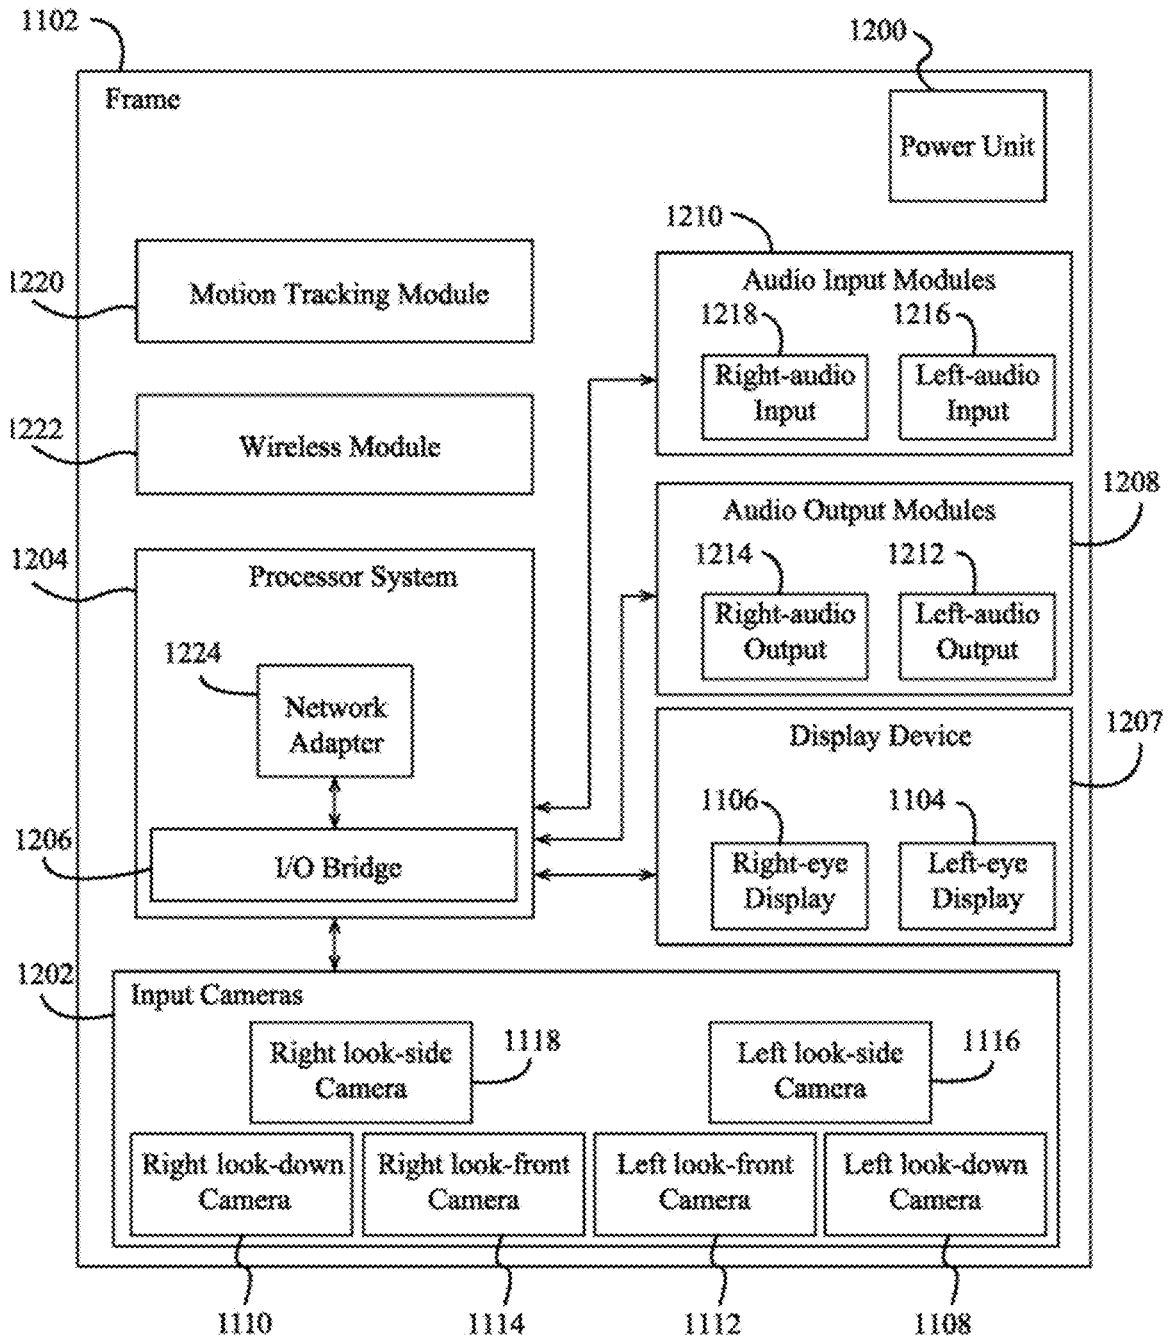 1102
1200
Frame
Power Unit
1210
1220
Motion Tracking Module
Audio Input Modules
1218
1216
Right-audio
Input
Left-audio
Input
1222
Wireless Module
1208
Audio Output Modules
1214
1212
Right-audio
Output
Left-audio
Output
1204
Processor System
1224
Network
Adapter
1207
Display Device
1106
1104
Right-eye
Display
Left-eye
Display
1206
I/O Bridge
1202
Input Cameras
Right look-side
Camera
1118
Left look-side
Camera
1116
Right look-down
Camera
Right look-front
Camera
Left look-front
Camera
Left look-down
Camera
1110
1114
1112
1108